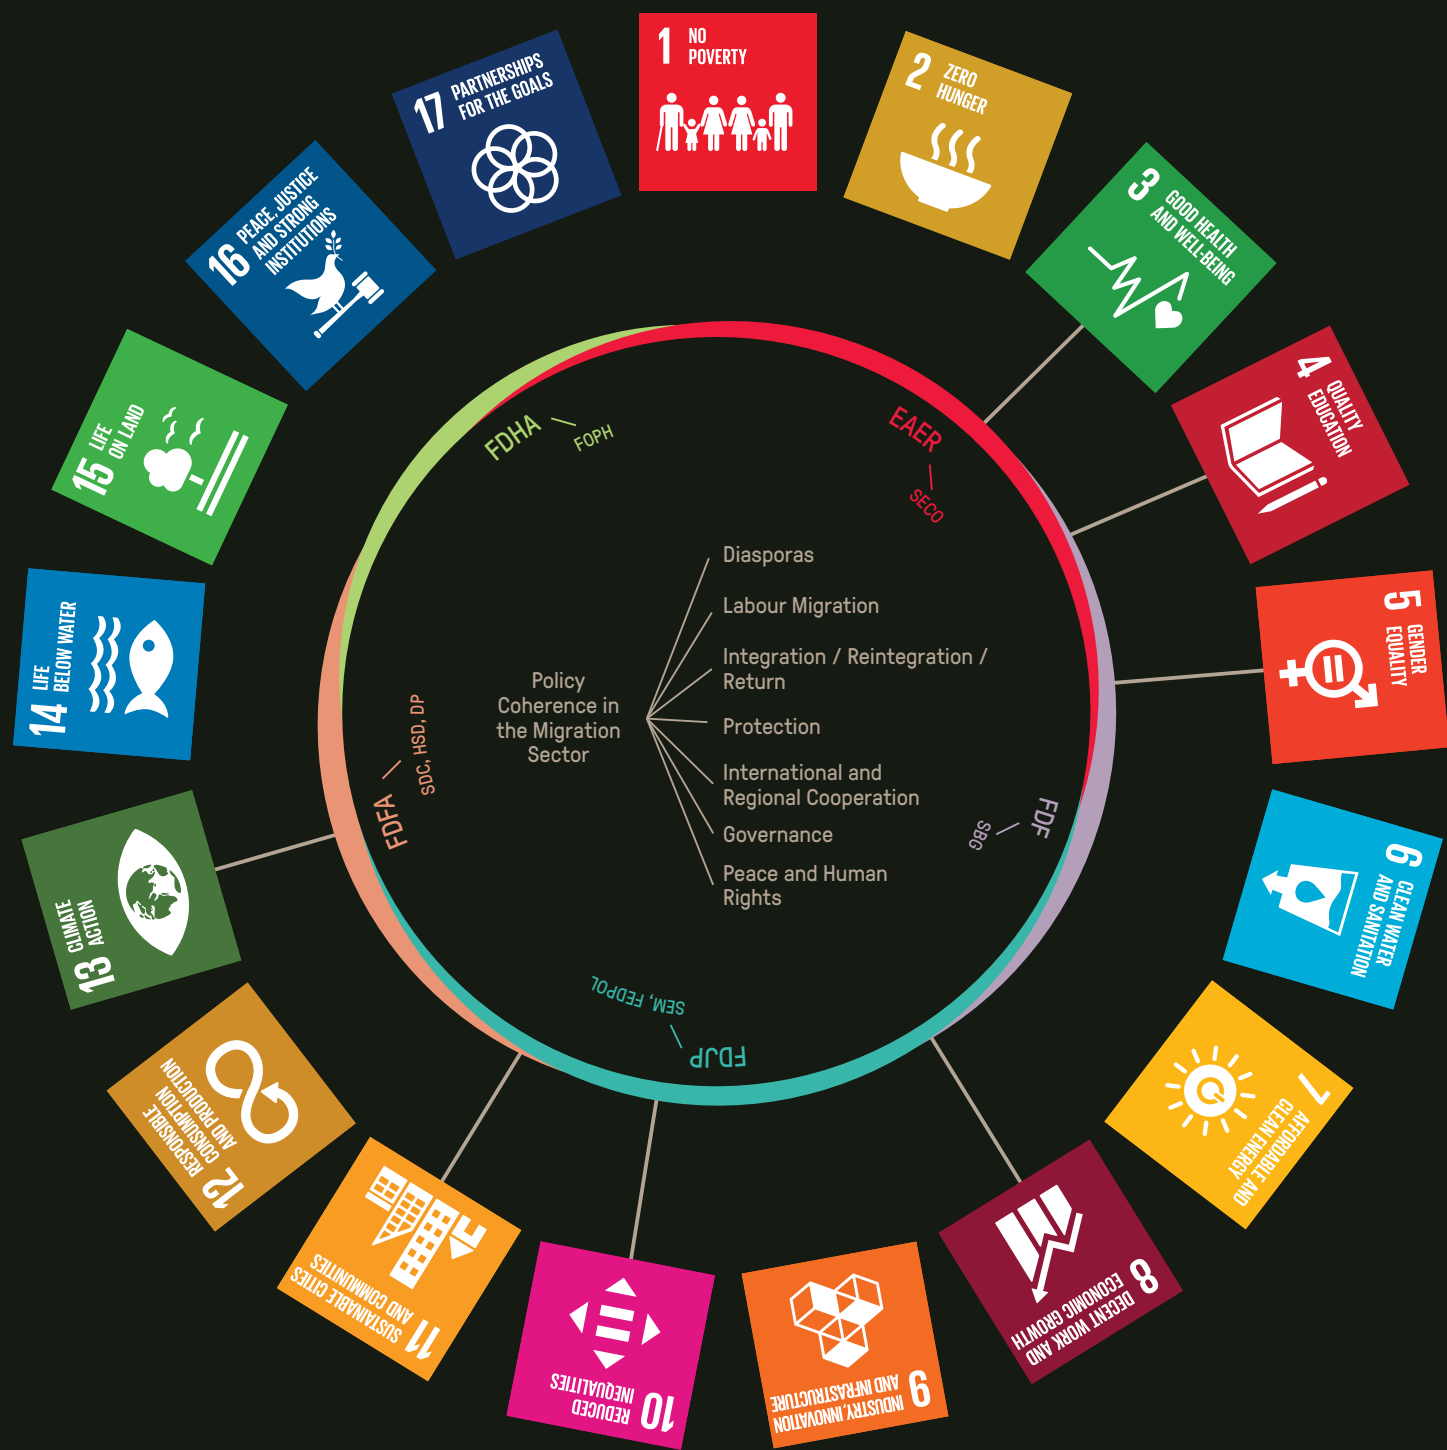 1 NO
POVERTY
2 ZERO
HUNGER
3 GOOD HEALTH
AND WELL-BEING
4 QUALITY
EDUCATION
5 GENDER
EQUALITY
6 CLEAN WATER
AND SANITATION
7 AFFORDABLE AND
CLEAN ENERGY
8 DECENT WORK AND
ECONOMIC GROWTH
9 INDUSTRY, INNOVATION
AND INFRASTRUCTURE
10 REDUCED
INEQUALITIES
11 SUSTAINABLE CITIES
AND COMMUNITIES
12 RESPONSIBLE
CONSUMPTION
AND PRODUCTION
13 CLIMATE
ACTION
14 LIFE
BELOW WATER
15 LIFE
ON LAND
16 PEACE, JUSTICE
AND STRONG
INSTITUTIONS
17 PARTNERSHIPS
FOR THE GOALS
FDHA
FOPH
EAER
SECO
FDF
SBG
FDJP
SEM, FEDPOL
FDFA
SDC, HSD, DP
Policy
Coherence in
the Migration
Sector
Diasporas
Labour Migration
Integration / Reintegration /
Return
Protection
International and
Regional Cooperation
Governance
Peace and Human
Rights